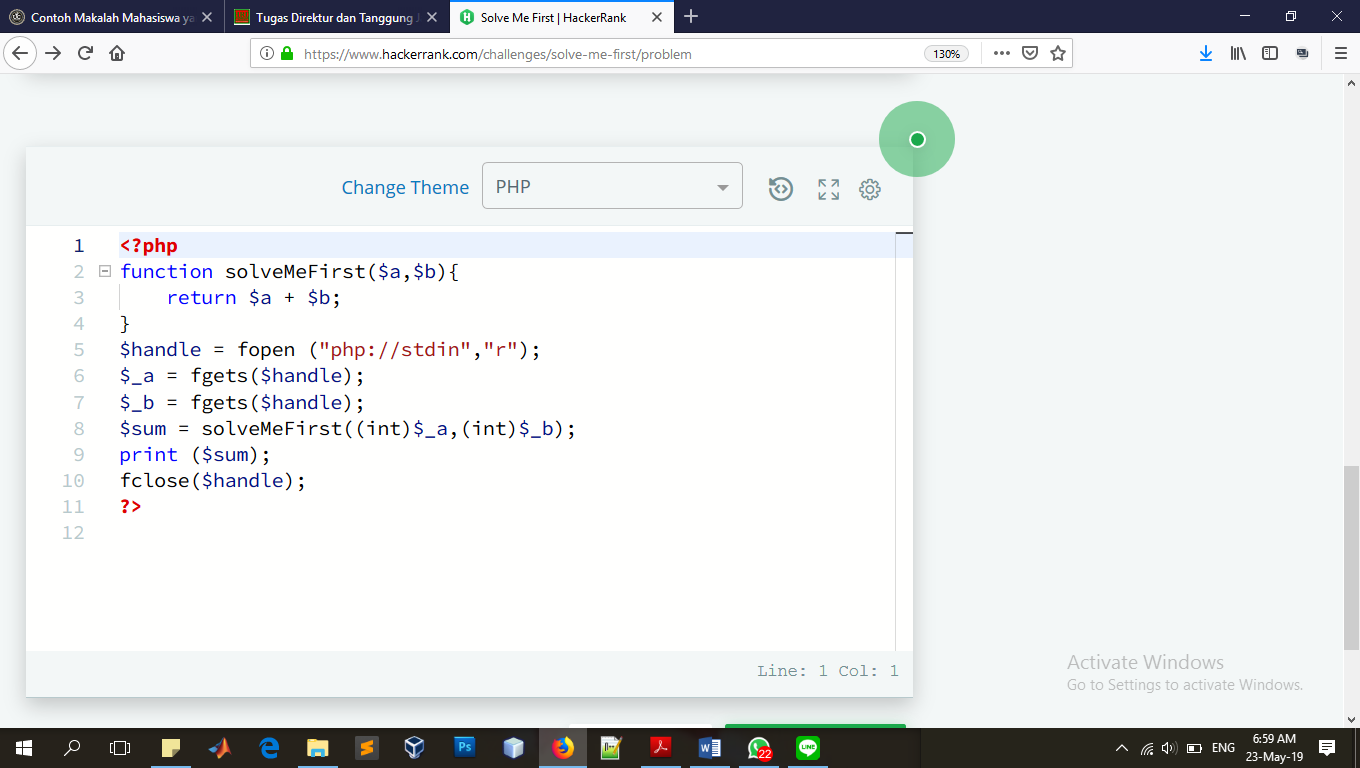 Contoh Makalah Mahasiswa ya
Tugas Direktur dan Tanggung J
Solve Me First | HackerRank
https://www.hackerrank.com/challenges/solve-me-first/problem
130%
Change Theme
PHP
1 <?php
2 function solveMeFirst($a,$b){
3 return $a + $b;
4 }
5 $handle = fopen ("php://stdin","r");
6 $_a = fgets($handle);
7 $_b = fgets($handle);
8 $sum = solveMeFirst((int)$_a,(int)$_b);
9 print ($sum);
10 fclose($handle);
11 ?>
12
Line: 1 Col: 1
Activate Windows
Go to Settings to activate Windows.
Ps
22
LINE
ENG
6:59 AM
23-May-19